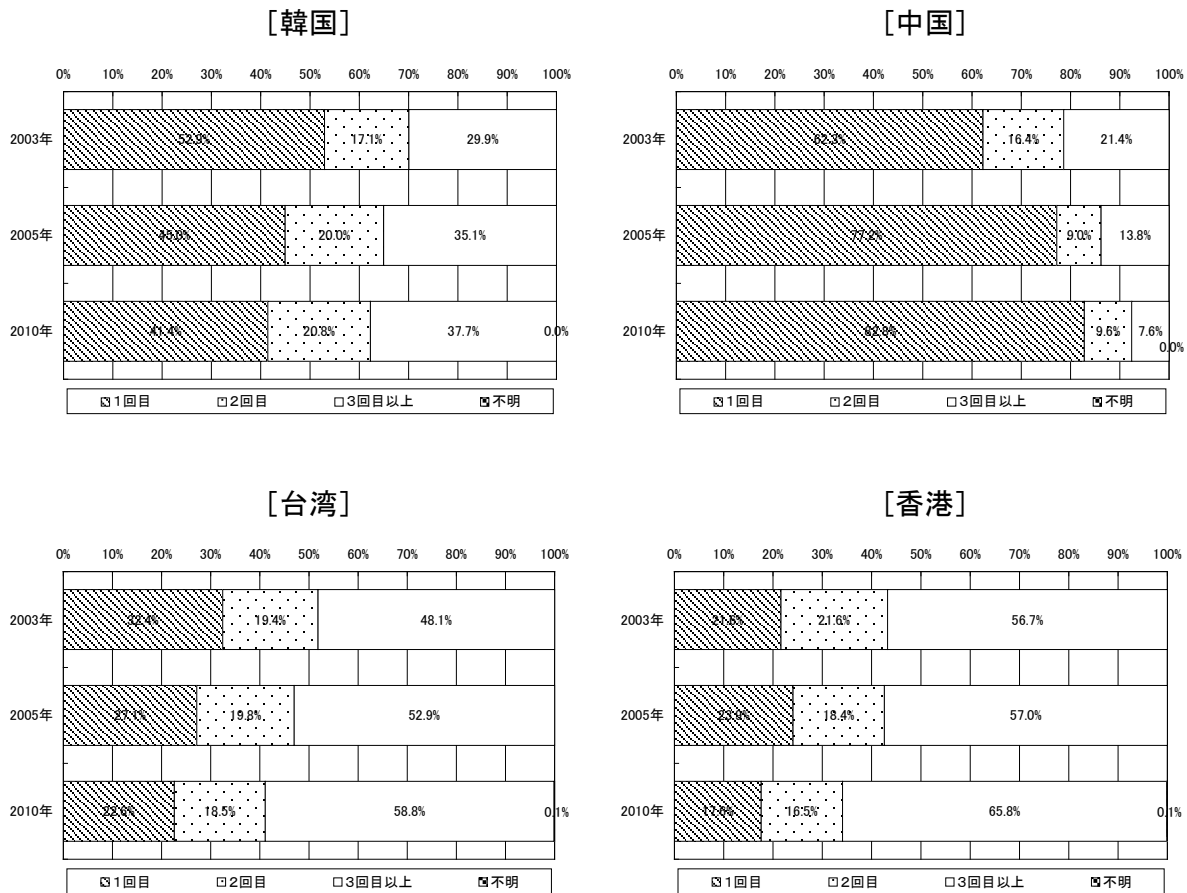 [韓国]
0% 10% 20% 30% 40% 50% 60% 70% 80% 90% 100%
2003年 52.9% 17.1% 29.9%
2005年 45.0% 20.0% 35.1%
2010年 41.4% 20.8% 37.7% 0.0%
1回目 2回目 3回目以上 不明
[中国]
0% 10% 20% 30% 40% 50% 60% 70% 80% 90% 100%
2003年 62.3% 16.4% 21.4%
2005年 77.2% 9.0% 13.8%
2010年 82.8% 9.6% 7.6% 0.0%
1回目 2回目 3回目以上 不明
[台湾]
0% 10% 20% 30% 40% 50% 60% 70% 80% 90% 100%
2003年 32.4% 19.4% 48.1%
2005年 27.1% 19.8% 52.9%
2010年 22.6% 18.5% 58.8% 0.1%
1回目 2回目 3回目以上 不明
[香港]
0% 10% 20% 30% 40% 50% 60% 70% 80% 90% 100%
2003年 21.6% 21.6% 56.7%
2005年 18.4% 57.0%
2010年 17.6% 16.5% 65.8% 0.1%
1回目 2回目 3回目以上 不明